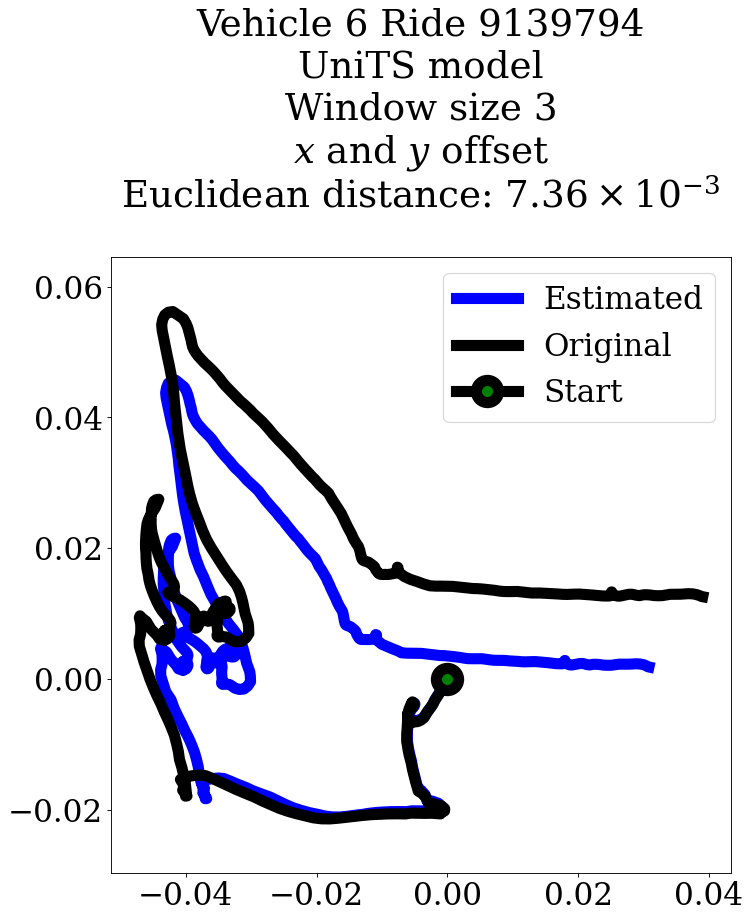 Vehicle 6 Ride 9139794
UniTS model
Window size 3
x and y offset
Euclidean distance: 7.36 × 10⁻³
Estimated
Original
Start
0.06
0.04
0.02
0.00
−0.02
−0.04 −0.02 0.00 0.02 0.04